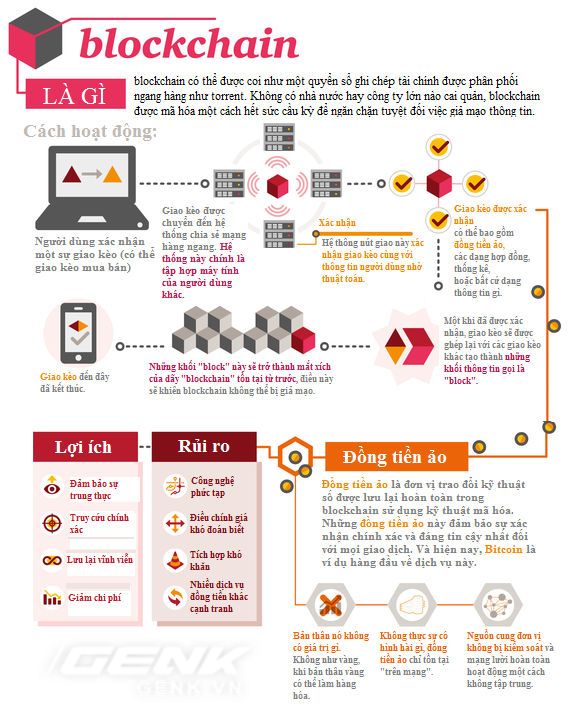 blockchain
LÀ GÌ
blockchain có thể được coi như một quyển sổ ghi chép tài chính được phân phối
ngang hàng như torrent. Không có nhà nước hay công ty lớn nào cai quản, blockchain
được mã hóa một cách hết sức cầu kỳ để ngăn chặn tuyệt đối việc giả mạo thông tin.
Cách hoạt động:
Người dùng xác nhận
một sự giao kèo (có thể
giao kèo mua bán)
Giao kèo được
chuyển đến hệ
thống chia sẻ mạng
hàng ngang. Hệ
thống này chính là
tập hợp máy tính
của người dùng
khác.
Xác nhận
Hệ thống nút giao này xác
nhận giao kèo cùng với
thông tin người dùng nhờ
thuật toán.
Giao kèo được xác
nhận
có thể bao gồm
đồng tiền ảo,
các dạng hợp đồng,
thống kê,
hoặc bất cứ dạng
thông tin gì.
Một khi đã được xác
nhận, giao kèo sẽ được
ghép lại với các giao kèo
khác tạo thành những
khối thông tin gọi là
"block".
Những khối "block" này sẽ trở thành mắt xích
của dãy "blockchain" tồn tại từ trước, điều này
sẽ khiến blockchain không thể bị giả mạo.
Giao kèo đến đây
đã kết thúc.
Lợi ích
Đảm bảo sự
trung thực
Truy cứu chính
xác
Lưu lại vĩnh viễn
Giảm chi phí
Rủi ro
Công nghệ
phức tạp
Điều chỉnh giá
khó đoán biết
Tích hợp khó
khăn
Nhiều dịch vụ
đồng tiền khác
cạnh tranh
Đồng tiền ảo
Đồng tiền ảo là đơn vị trao đổi kỹ thuật
số được lưu lại hoàn toàn trong
blockchain sử dụng kỹ thuật mã hóa.
Những đồng tiền ảo này đảm bảo sự xác
nhận chính xác và đáng tin cậy nhất đối
với mọi giao dịch. Và hiện nay, Bitcoin là
ví dụ hàng đầu về dịch vụ này.
Bản thân nó không
có giá trị gì.
Không như vàng,
khi bản thân vàng
có thể làm hàng
hóa.
Không thực sự có
hình hài gì, đồng
tiền ảo chỉ tồn tại
"trên mạng".
Nguồn cung đơn vị
không bị kiểm soát và
mạng lưới hoàn toàn
hoạt động một cách
không tập trung.
GENK
GENK.VN